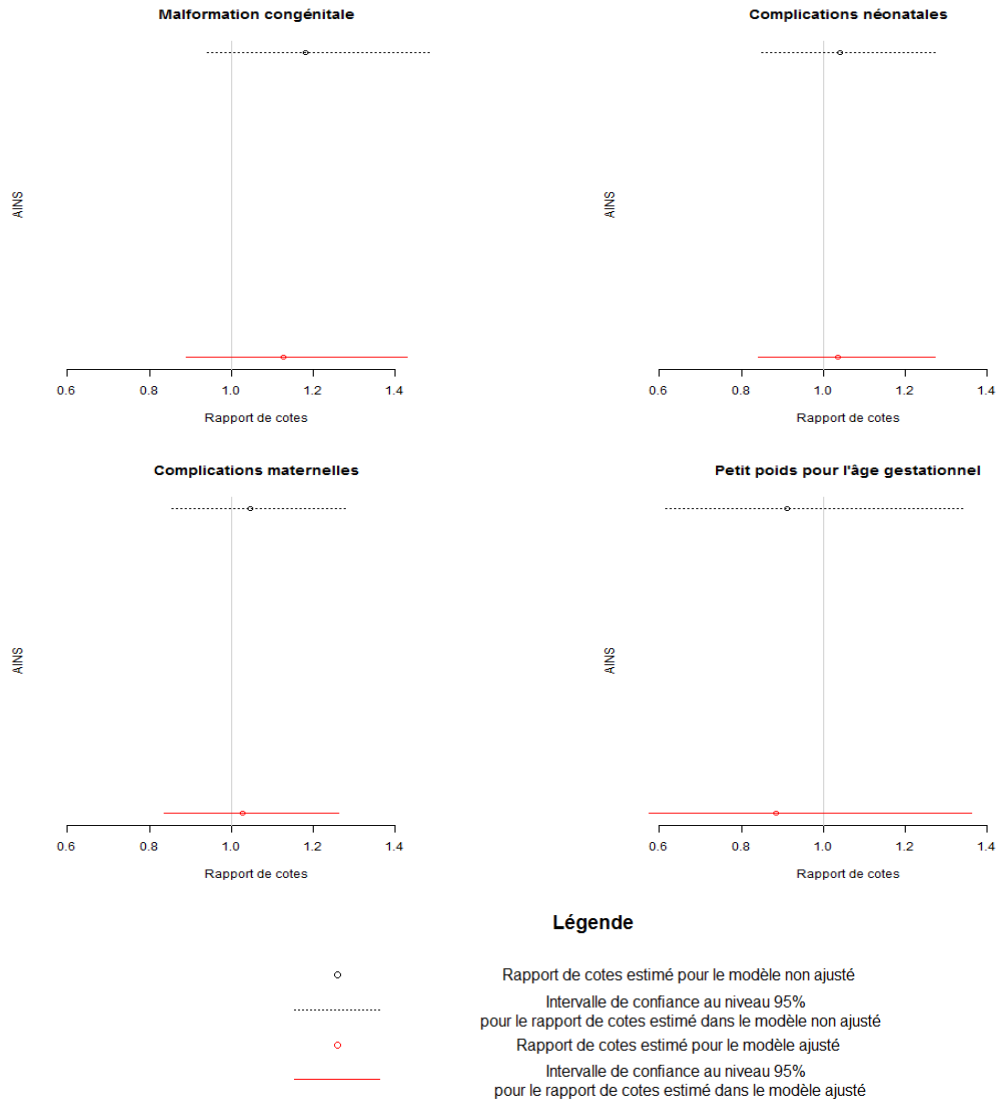 Malformation congénitale
AINS
0.6 0.8 1.0 1.2 1.4
Rapport de cotes
Complications néonatales
AINS
0.6 0.8 1.0 1.2 1.4
Rapport de cotes
Complications maternelles
AINS
0.6 0.8 1.0 1.2 1.4
Rapport de cotes
Petit poids pour l'âge gestationnel
AINS
0.6 0.8 1.0 1.2 1.4
Rapport de cotes
Légende
Rapport de cotes estimé pour le modèle non ajusté
Intervalle de confiance au niveau 95%
pour le rapport de cotes estimé dans le modèle non ajusté
Rapport de cotes estimé pour le modèle ajusté
Intervalle de confiance au niveau 95%
pour le rapport de cotes estimé dans le modèle ajusté